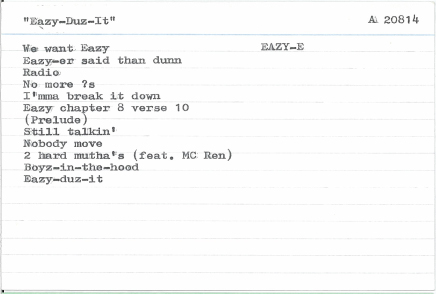 "Eazy-Duz-It" A 20814
We want Eazy EAZY-E
Eazy-er said than dunn
Radio
No more ?s
I'mma break it down
Eazy chapter 8 verse 10
(Prelude)
Still talkin'
Nobody move
2 hard mutha's (feat. MC Ren)
Boyz-in-the-hood
Eazy-duz-it